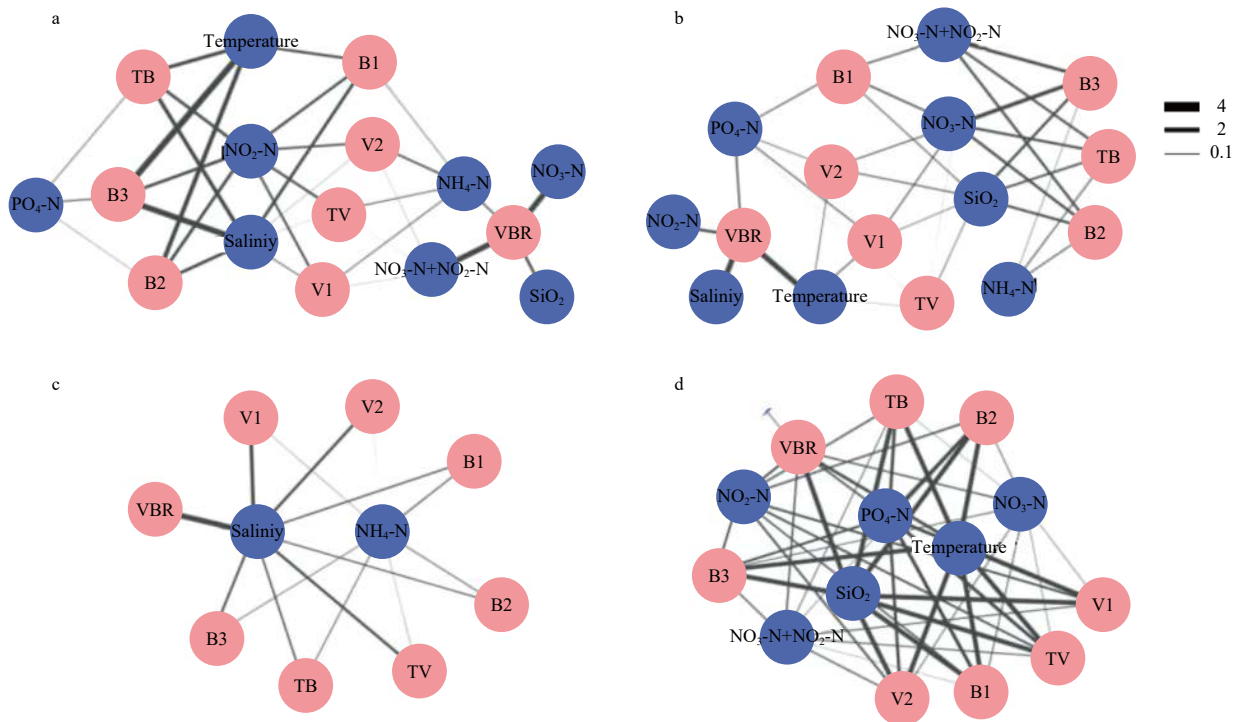 a
Temperature
TB
B1
NO₂-N
V2
PO₄-N
B3
TV
NH₄-N
NO₃-N
Saliniy
VBR
NO₃-N+NO₂-N
B2
V1
SiO₂
b
NO₃-N+NO₂-N
B1
B3
PO₄-N
NO₃-N
TB
V2
SiO₂
NO₂-N
VBR
V1
B2
Saliniy
Temperature
TV
NH₄-N
4
2
0.1
c
V1
V2
B1
VBR
Saliniy
NH₄-N
B2
B3
TB
TV
d
TB
B2
VBR
NO₂-N
PO₄-N
NO₃-N
Temperature
B3
SiO₂
V1
NO₃-N+NO₂-N
TV
V2
B1